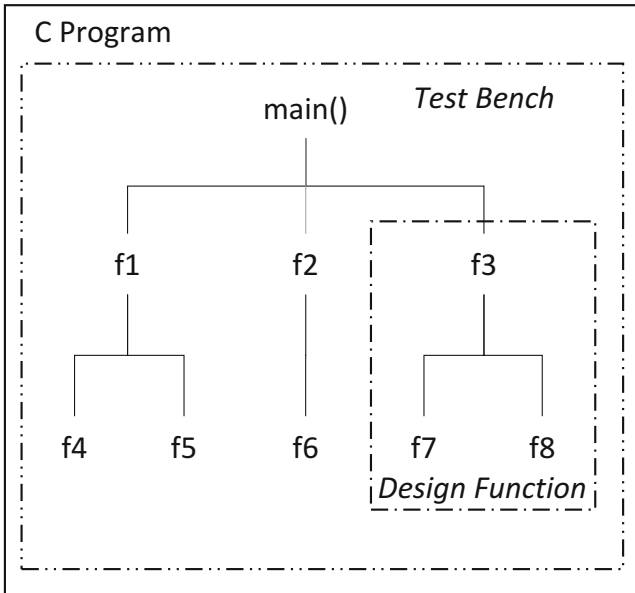 C Program
Test Bench
main()
f1 f2 f3
f4 f5 f6 f7 f8
Design Function